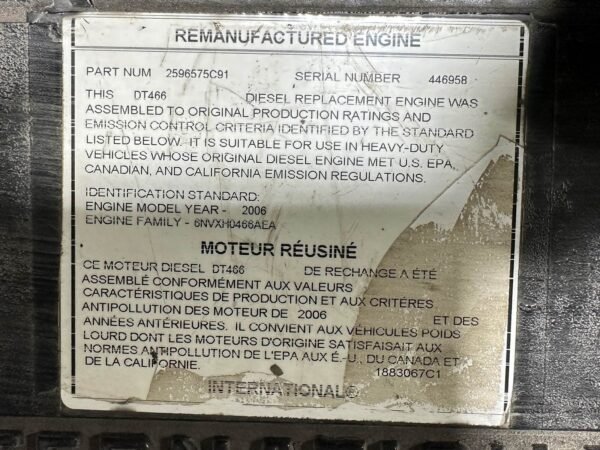 REMANUFACTURED ENGINE
PART NUM 2596575C91 SERIAL NUMBER 446958
THIS DT466 DIESEL REPLACEMENT ENGINE WAS
ASSEMBLED TO ORIGINAL PRODUCTION RATINGS AND
EMISSION CONTROL CRITERIA IDENTIFIED BY THE STANDARD
LISTED BELOW. IT IS SUITABLE FOR USE IN HEAVY-DUTY
VEHICLES WHOSE ORIGINAL DIESEL ENGINE MET U.S. EPA,
CANADIAN, AND CALIFORNIA EMISSION REGULATIONS.
IDENTIFICATION STANDARD:
ENGINE MODEL YEAR - 2006
ENGINE FAMILY - 6NVXH0466AEA
MOTEUR RÉUSINÉ
CE MOTEUR DIESEL DT466 DE RECHANGE A ÉTÉ
ASSEMBLÉ CONFORMÉMENT AUX VALEURS
CARACTÉRISTIQUES DE PRODUCTION ET AUX CRITÈRES
ANTIPOLLUTION DES MOTEUR DE 2006 ET DES
ANNÉES ANTÉRIEURES. IL CONVIENT AUX VÉHICULES POIDS
LOURD DONT LES MOTEURS D'ORIGINE SATISFAISAIT AUX
NORMES ANTIPOLLUTION DE L'EPA AUX É.-U., DU CANADA ET
DE LA CALIFORNIE. 1883067C1
INTERNATIONAL®